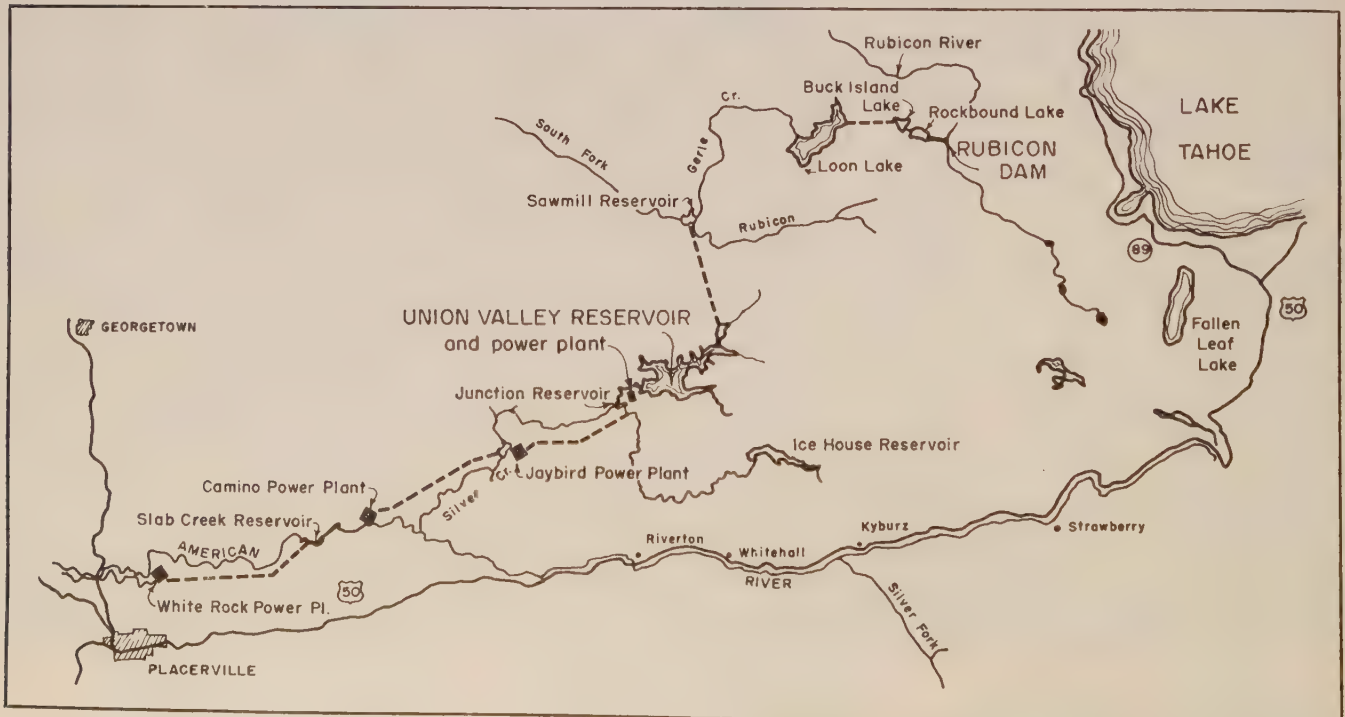 Rubicon River
Buck Island
Lake
Rockbound Lake
LAKE
TAHOE
RUBICON
DAM
Loon Lake
Gerle
Cr.
South Fork
Sawmill Reservoir
Rubicon
89
50
Fallen
Leaf
Lake
GEORGETOWN
UNION VALLEY RESERVOIR
and power plant
Junction Reservoir
Ice House Reservoir
Jaybird Power Plant
Camino Power Plant
Silver
Cr.
Slab Creek Reservoir
AMERICAN
Riverton
Whitehall
Kyburz
Strawberry
RIVER
50
White Rock Power Pl.
Silver Fork
PLACERVILLE